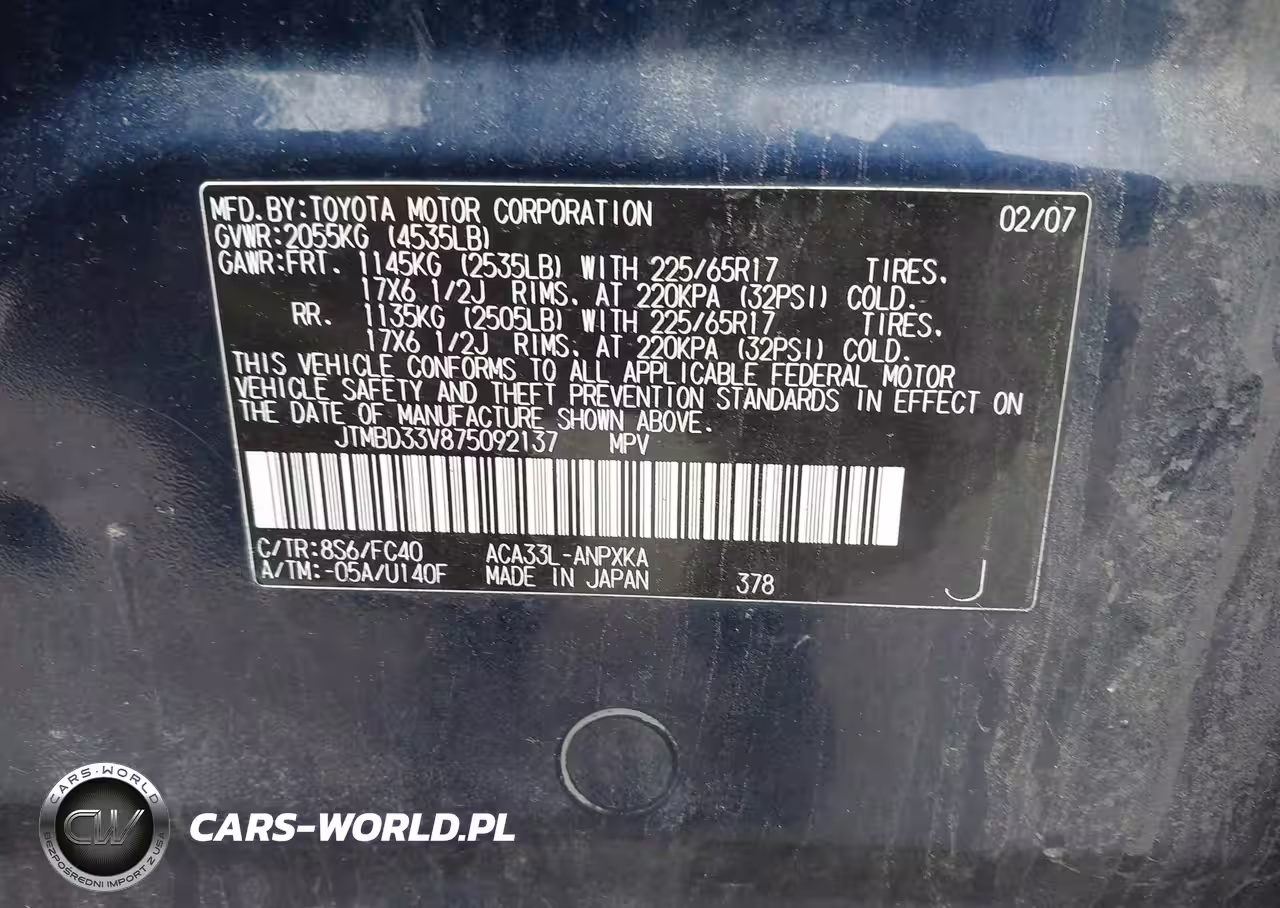 MFD.BY:TOYOTA MOTOR CORPORATION 02/07
GVWR:2055KG (4535LB)
GAWR:FRT. 1145KG (2535LB) WITH 225/65R17 TIRES.
17X6 1/2J RIMS. AT 220KPA (32PSI) COLD.
RR. 1135KG (2505LB) WITH 225/65R17 TIRES.
17X6 1/2J RIMS. AT 220KPA (32PSI) COLD.
THIS VEHICLE CONFORMS TO ALL APPLICABLE FEDERAL MOTOR
VEHICLE SAFETY AND THEFT PREVENTION STANDARDS IN EFFECT ON
THE DATE OF MANUFACTURE SHOWN ABOVE.
JTMBD33V875092137 MPV
C/TR:8S6/FC40 ACA33L-ANPXKA
A/TM:-05A/U140F MADE IN JAPAN 378 J
CARS-WORLD
CW
BEZPOŚREDNI IMPORT Z USA
CARS-WORLD.PL